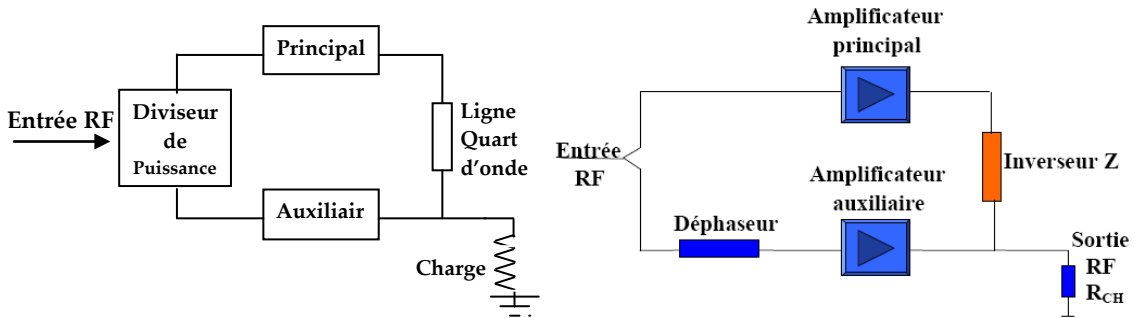 Principal
Entrée RF
Diviseur
de
Puissance
Ligne
Quart
d'onde
Auxiliair
Charge
Amplificateur
principal
Entrée
RF
Inverseur Z
Amplificateur
auxiliaire
Déphaseur
Sortie
RF
R_CH